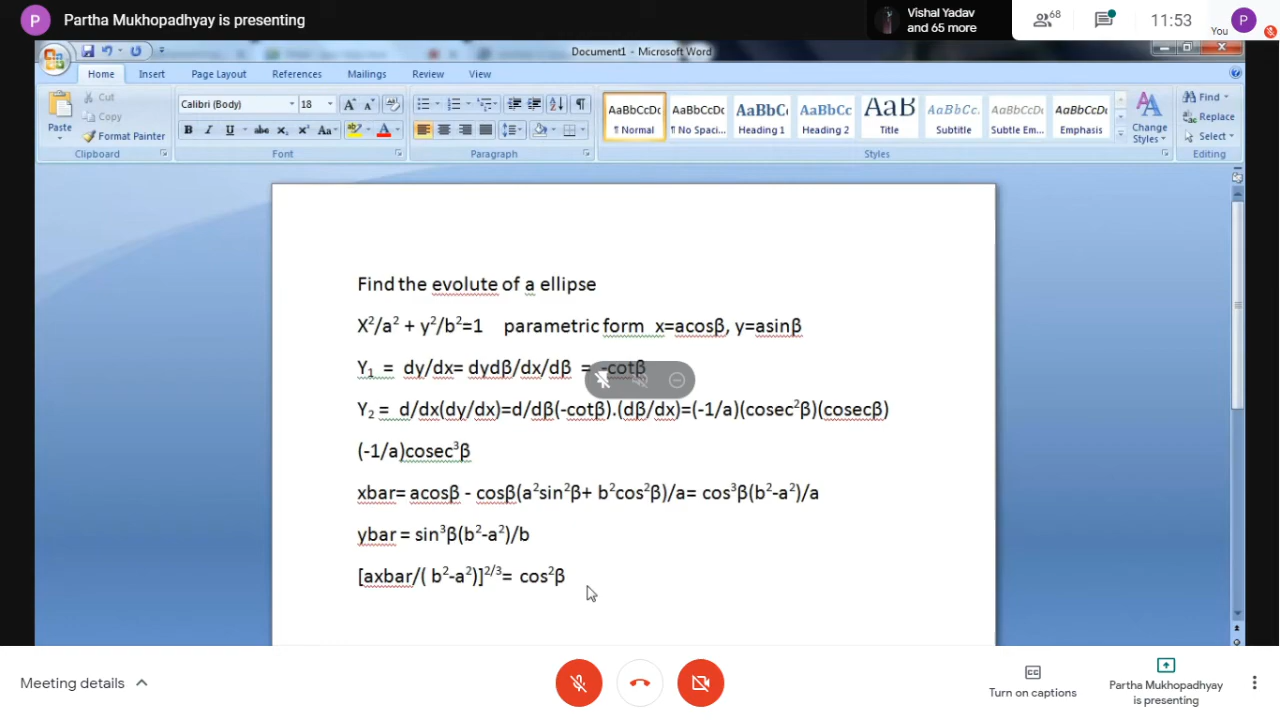 P Partha Mukhopadhyay is presenting
Vishal Yadav
and 65 more
68
11:53
You
P
Document1 - Microsoft Word
Home Insert Page Layout References Mailings Review View
Paste
Cut
Copy
Format Painter
Clipboard
Calibri (Body) 18
B I U abc x₂ x² Aa
Font
Paragraph
AaBbCcDc AaBbCcDc AaBbC AaBbCc AaB AaBbCc. AaBbCcDc AaBbCcDc
¶ Normal ¶ No Spaci... Heading 1 Heading 2 Title Subtitle Subtle Em... Emphasis
Change
Styles
Styles
Find
Replace
Select
Editing
Find the evolute of a ellipse
X²/a² + y²/b²=1 parametric form x=acosβ, y=asinβ
Y₁ = dy/dx= dydβ/dx/dβ = -cotβ
Y₂ = d/dx(dy/dx)=d/dβ(-cotβ).(dβ/dx)=(-1/a)(cosec²β)(cosecβ)
(-1/a)cosec³β
xbar= acosβ - cosβ(a²sin²β+ b²cos²β)/a= cos³β(b²-a²)/a
ybar = sin³β(b²-a²)/b
[axbar/( b²-a²)]²/³= cos²β
Meeting details
Turn on captions
Partha Mukhopadhyay
is presenting